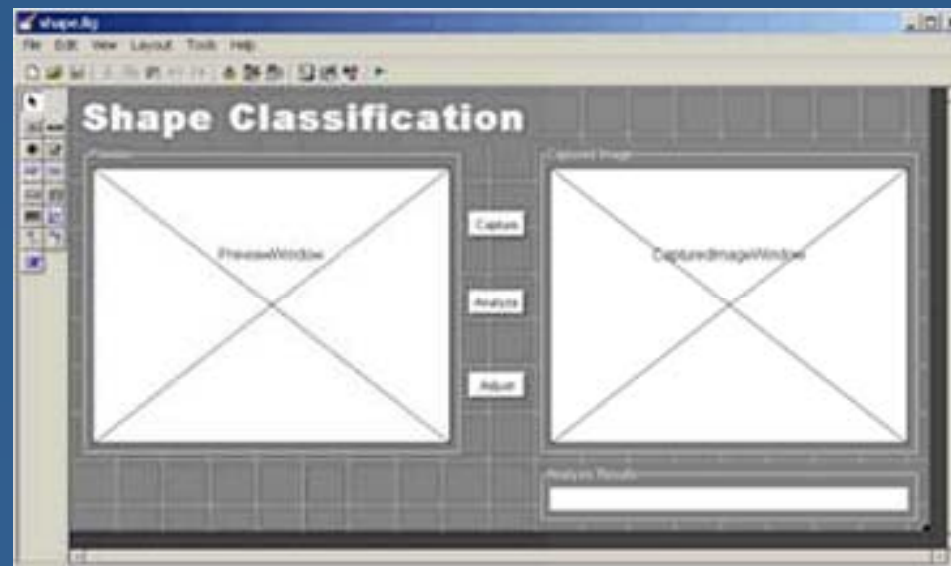 shape.fig
File Edit View Layout Tools Help
Shape Classification
Preview
Captured Image
PreviewWindow
Capture
CapturedImageWindow
Analyze
Adjust
Analysis Results